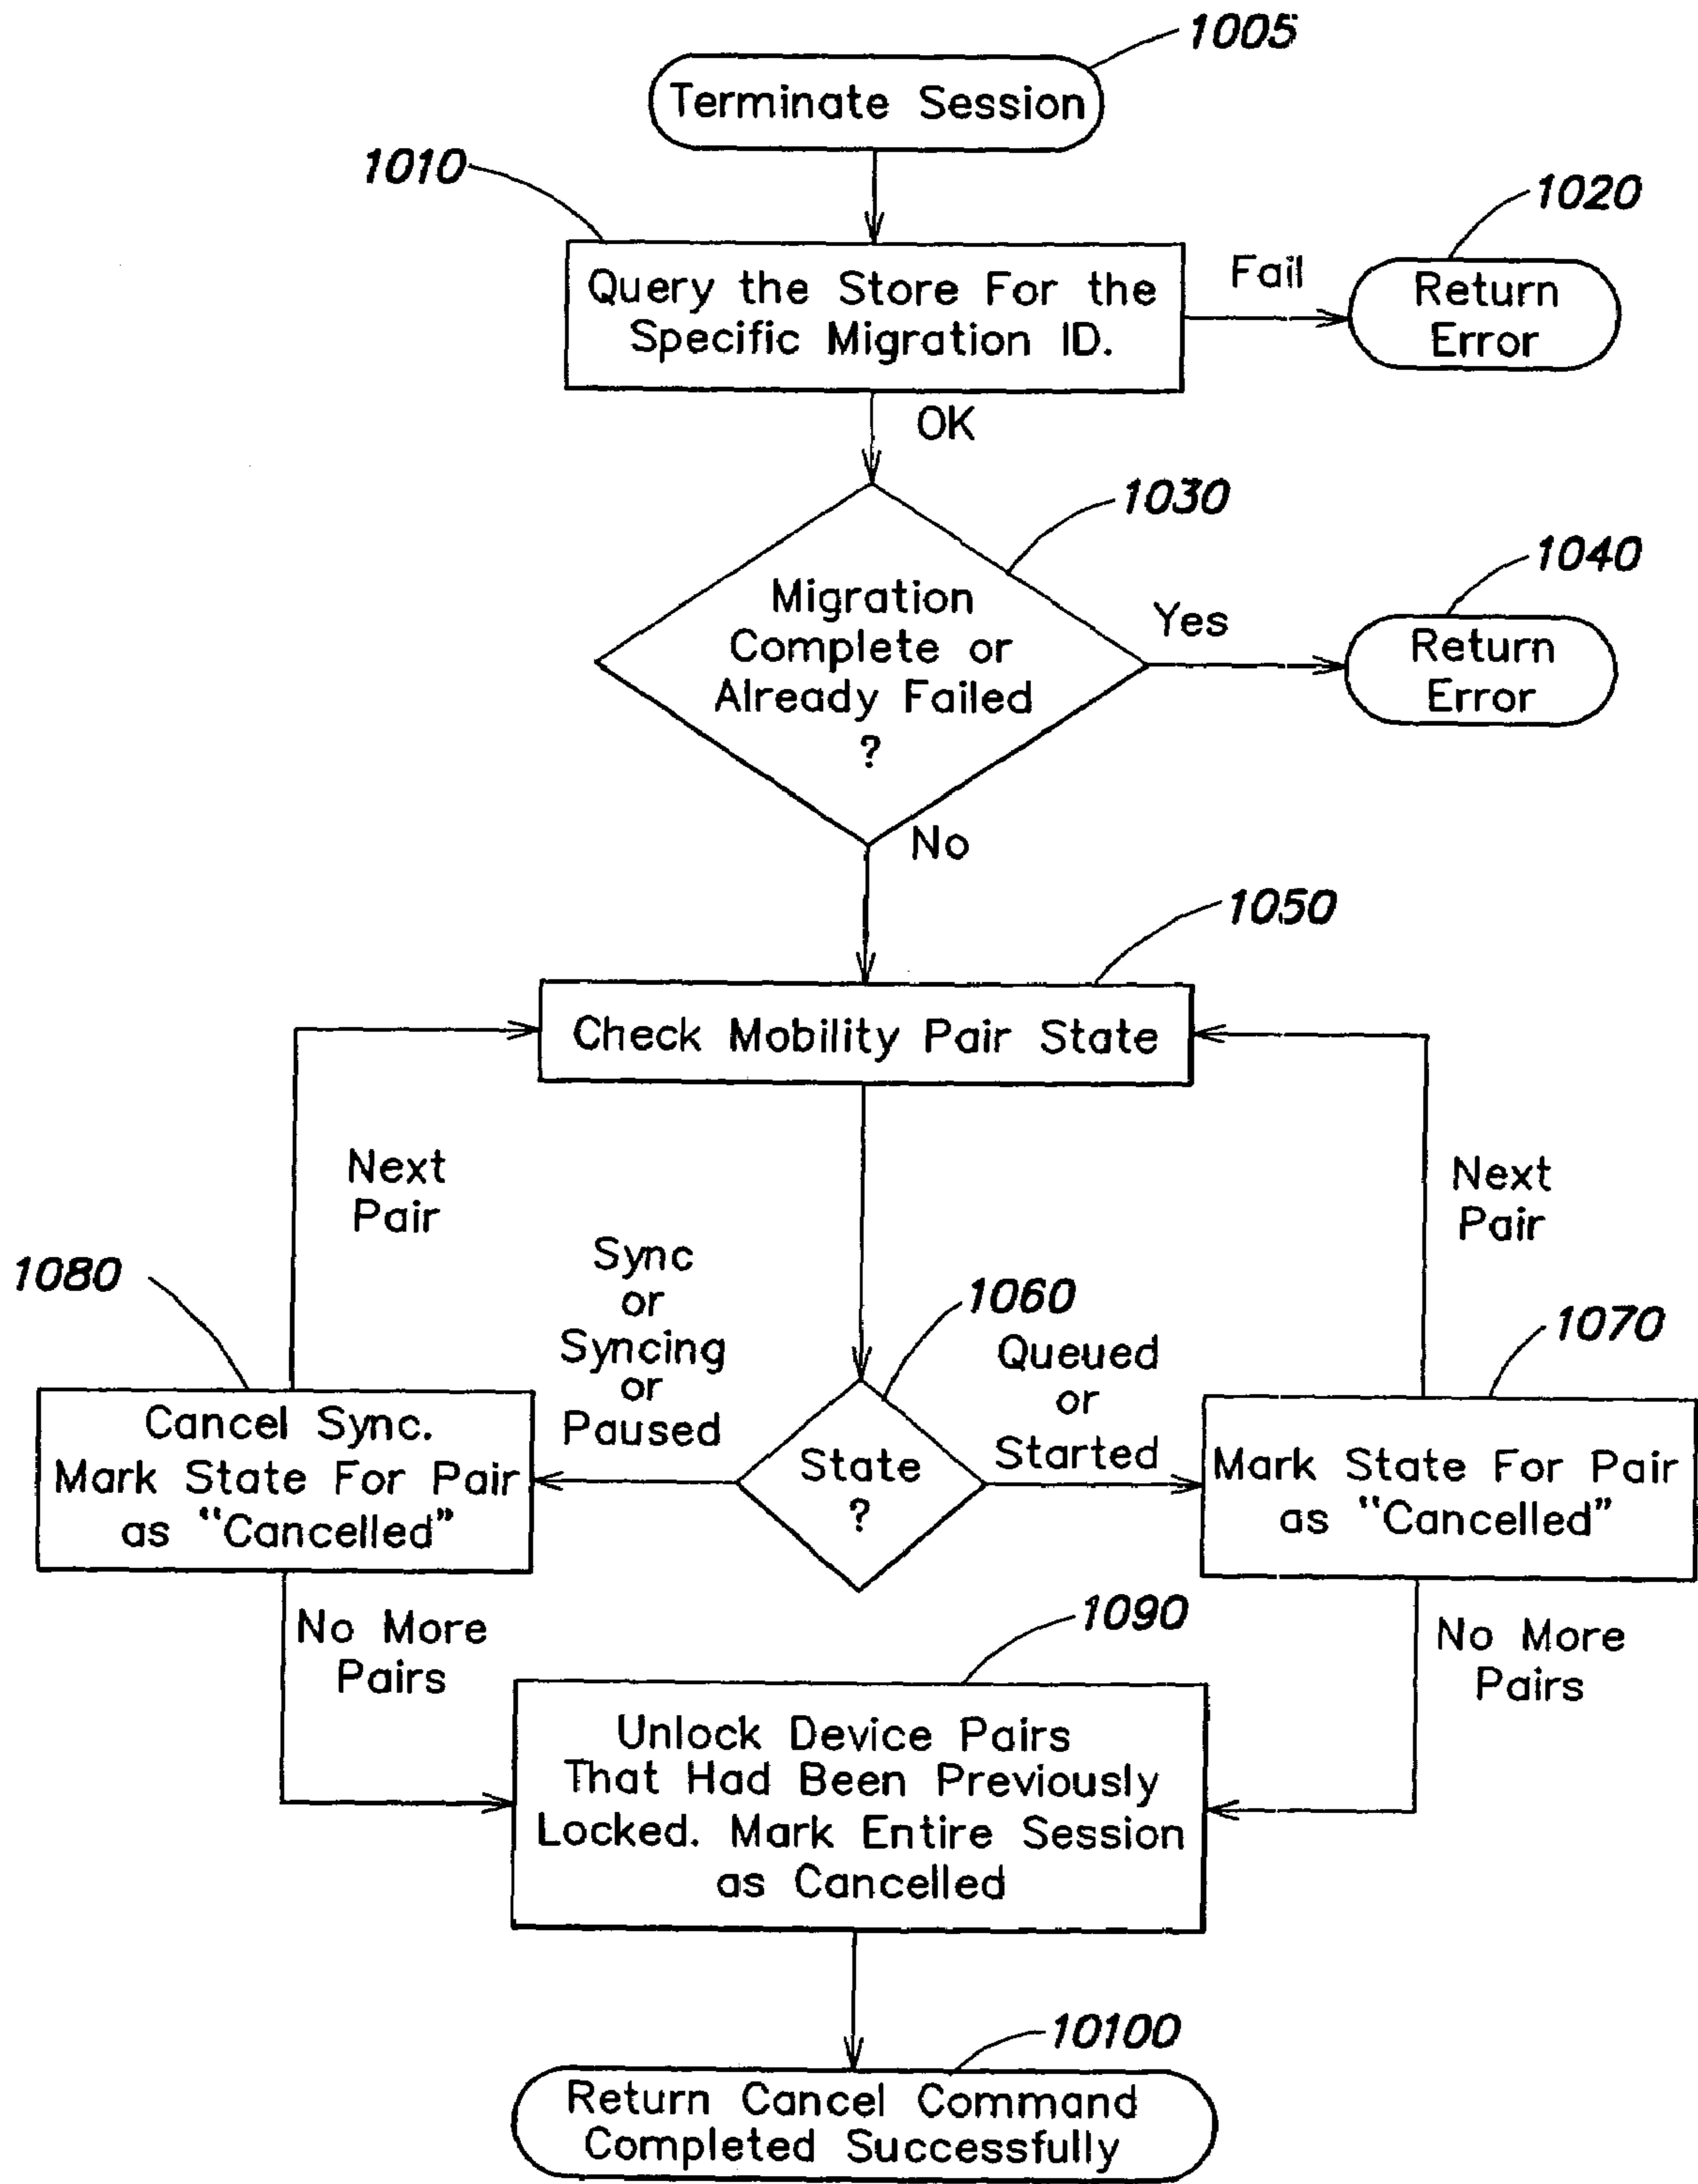 1005
Terminate Session
1010
1020
Query the Store For the
Specific Migration ID.
Fail
Return
Error
OK
1030
1040
Migration
Complete or
Already Failed
?
Yes
Return
Error
No
1050
Check Mobility Pair State
Next
Pair
Next
Pair
1080
Sync
or
Syncing
or
Paused
1060
Queued
or
Started
1070
Cancel Sync.
Mark State For Pair
as "Cancelled"
State
?
Mark State For Pair
as "Cancelled"
No More
Pairs
1090
No More
Pairs
Unlock Device Pairs
That Had Been Previously
Locked. Mark Entire Session
as Cancelled
10100
Return Cancel Command
Completed Successfully